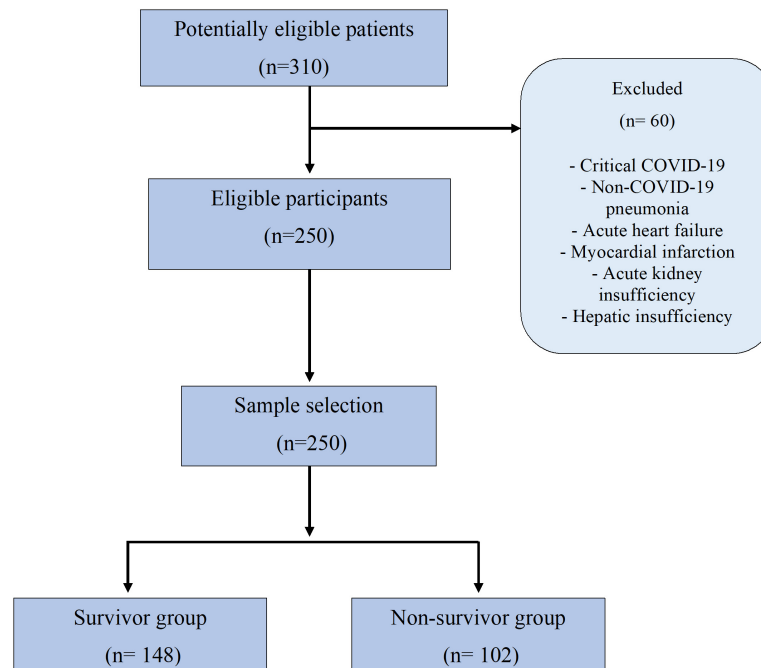 Potentially eligible patients
(n=310)
Excluded
(n= 60)
- Critical COVID-19
- Non-COVID-19
pneumonia
- Acute heart failure
- Myocardial infarction
- Acute kidney
insufficiency
- Hepatic insufficiency
Eligible participants
(n=250)
Sample selection
(n=250)
Survivor group
(n= 148)
Non-survivor group
(n= 102)